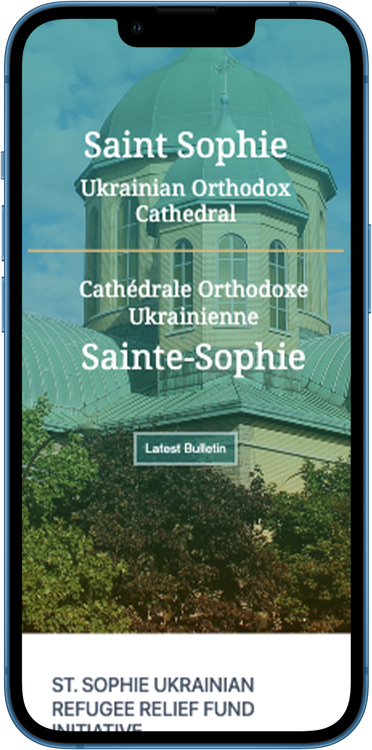 Saint Sophie
Ukrainian Orthodox
Cathedral
Cathédrale Orthodoxe
Ukrainienne
Sainte-Sophie
Latest Bulletin
ST. SOPHIE UKRAINIAN
REFUGEE RELIEF FUND
INITIATIVE